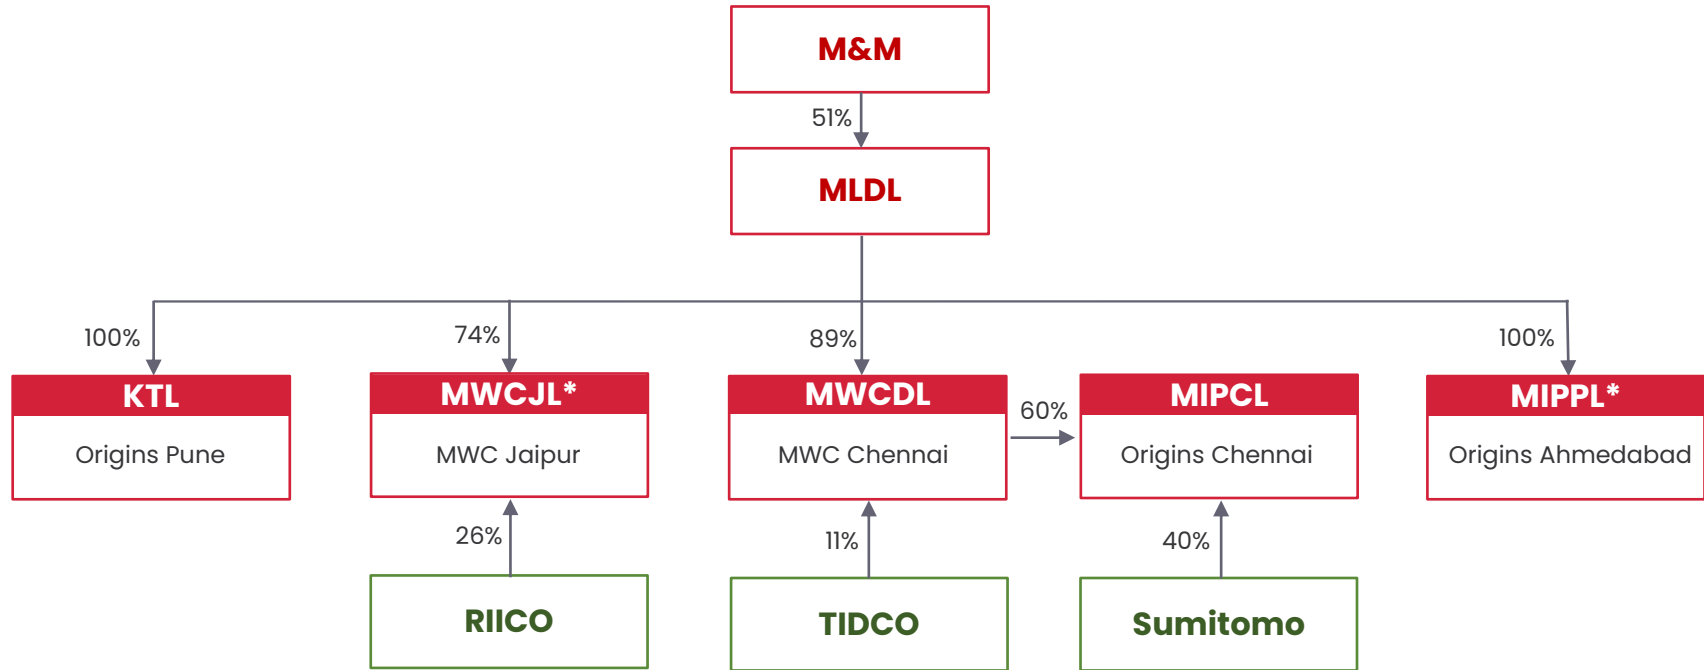 M&M
51%
MLDL
100%
74%
89%
100%
KTL
Origins Pune
MWCJL*
MWC Jaipur
MWCDL
MWC Chennai
60%
MIPCL
Origins Chennai
MIPPL*
Origins Ahmedabad
26%
11%
40%
RIICO
TIDCO
Sumitomo